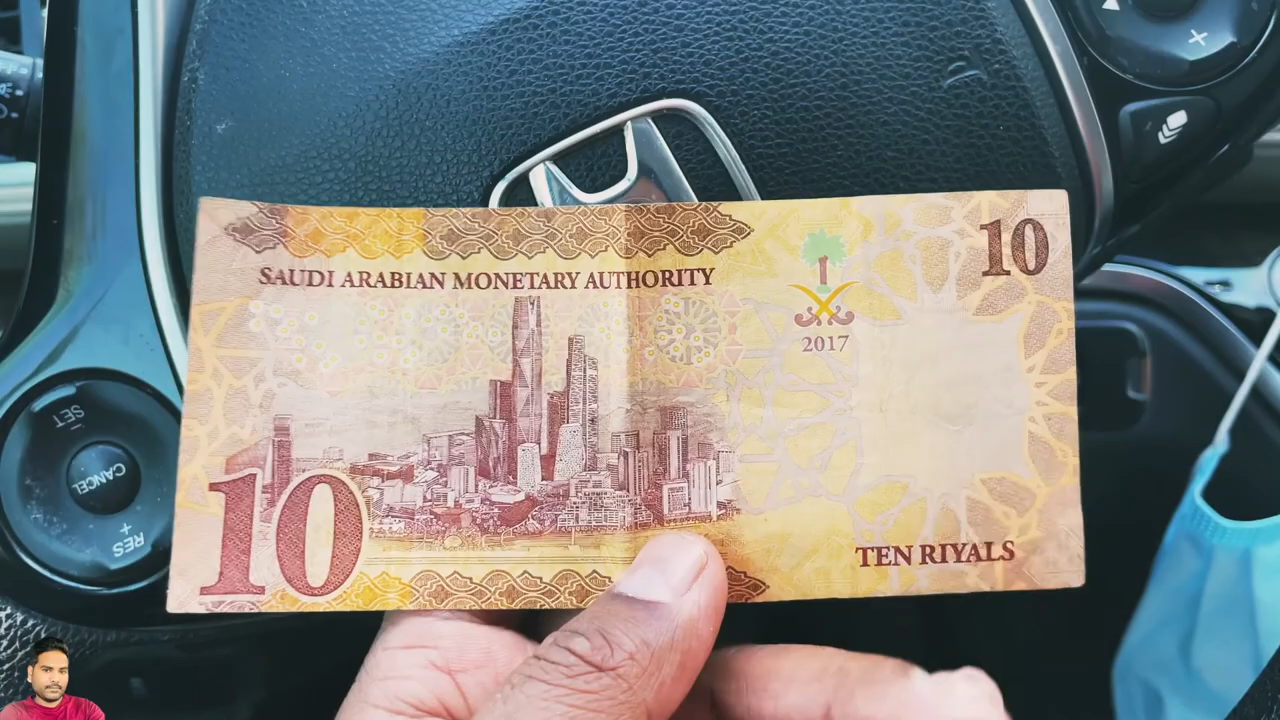 SAUDI ARABIAN MONETARY AUTHORITY
10
2017
10
TEN RIYALS
SET
-
CANCEL
+
RES
+